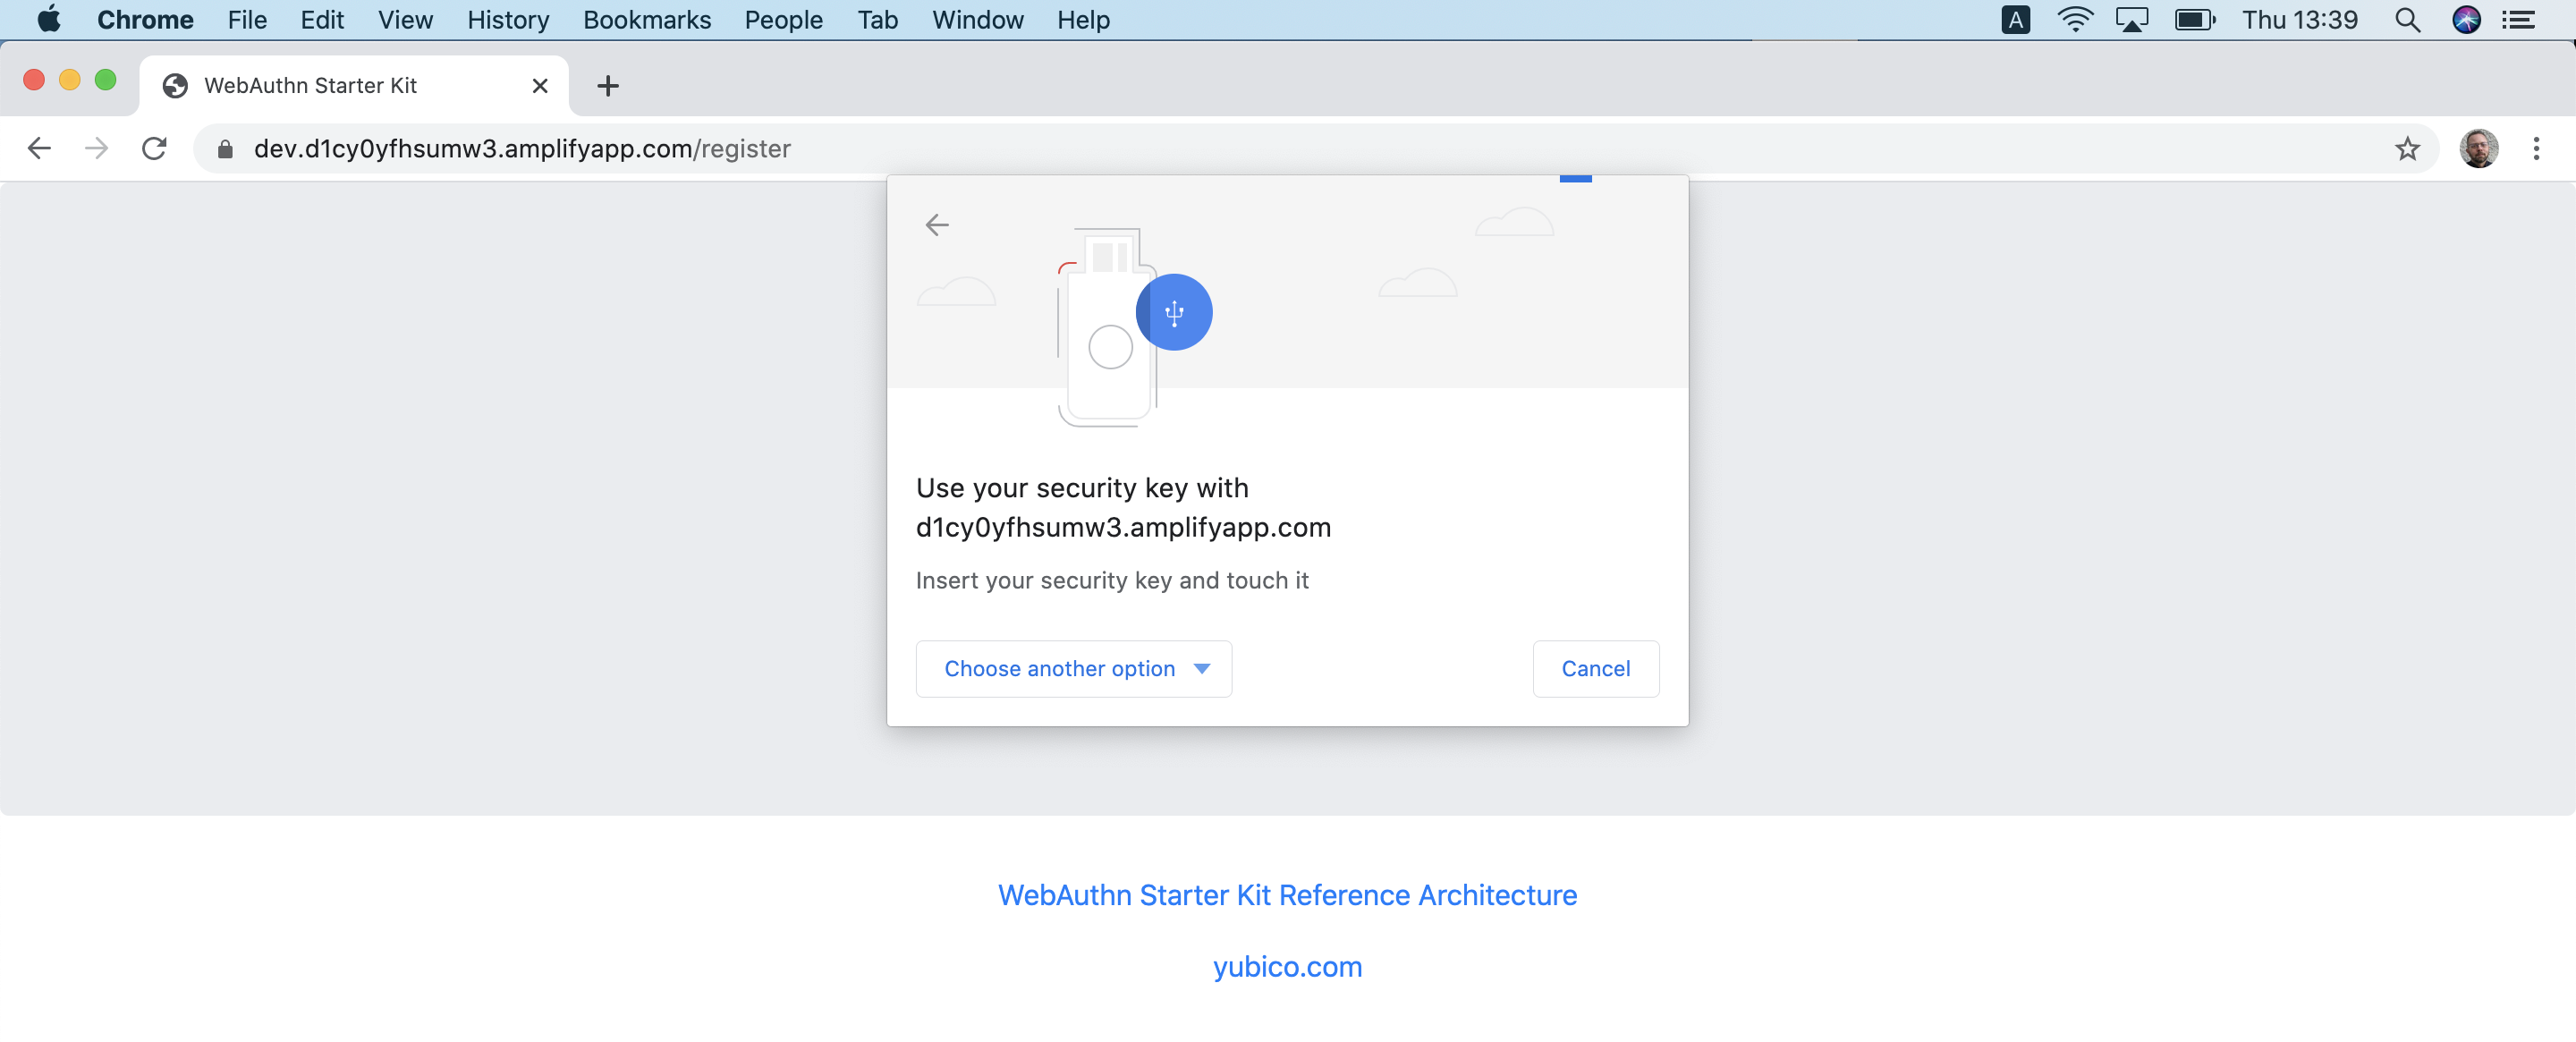 Chrome File Edit View History Bookmarks People Tab Window Help A Thu 13:39
WebAuthn Starter Kit
dev.d1cy0yfhsumw3.amplifyapp.com/register
Use your security key with
d1cy0yfhsumw3.amplifyapp.com
Insert your security key and touch it
Choose another option Cancel
WebAuthn Starter Kit Reference Architecture
yubico.com